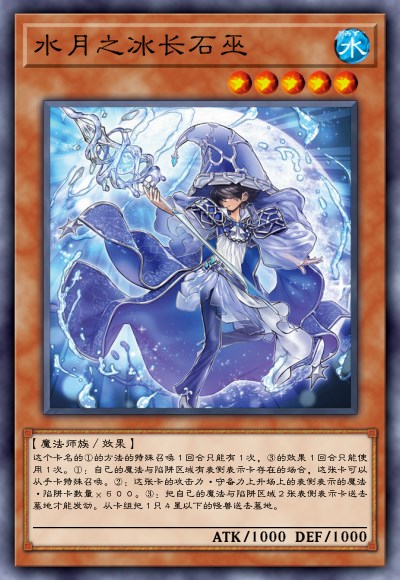 水月之冰长石巫
水
【魔法师族/效果】
这个卡名的①的方法的特殊召唤1回合只能有1次，③的效果1回合只能使
用1次。①：自己的魔法与陷阱区域有表侧表示卡存在的场合，这张卡可以
从手卡特殊召唤。②：这张卡的攻击力·守备力上升场上的表侧表示的魔法
·陷阱卡数量×600。③：把自己的魔法与陷阱区域2张表侧表示卡送去
墓地才能发动。从卡组把1只4星以下的怪兽送去墓地。
ATK/1000 DEF/1000